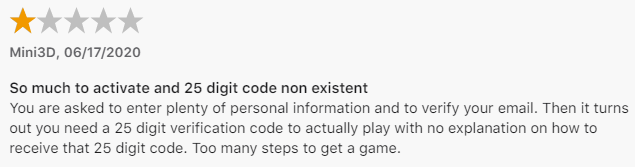 Mini3D, 06/17/2020
So much to activate and 25 digit code non existent
You are asked to enter plenty of personal information and to verify your email. Then it turns
out you need a 25 digit verification code to actually play with no explanation on how to
receive that 25 digit code. Too many steps to get a game.